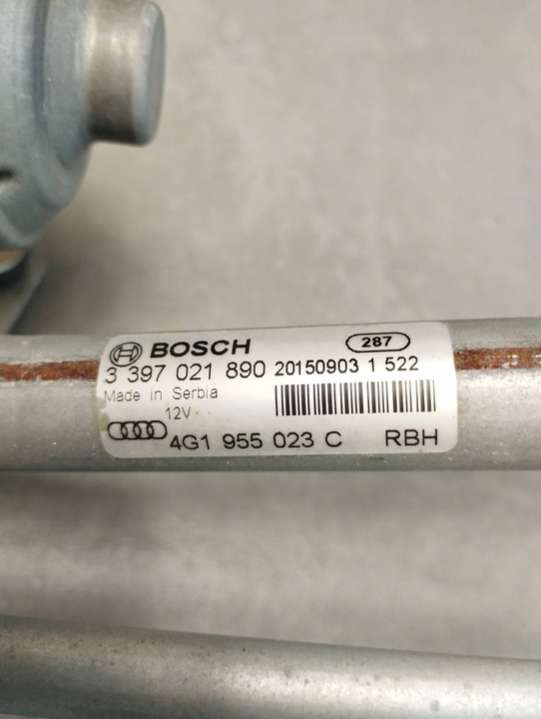 BOSCH 287
3 397 021 890 20150903 1 522
Made in Serbia
12V
4G1 955 023 C RBH